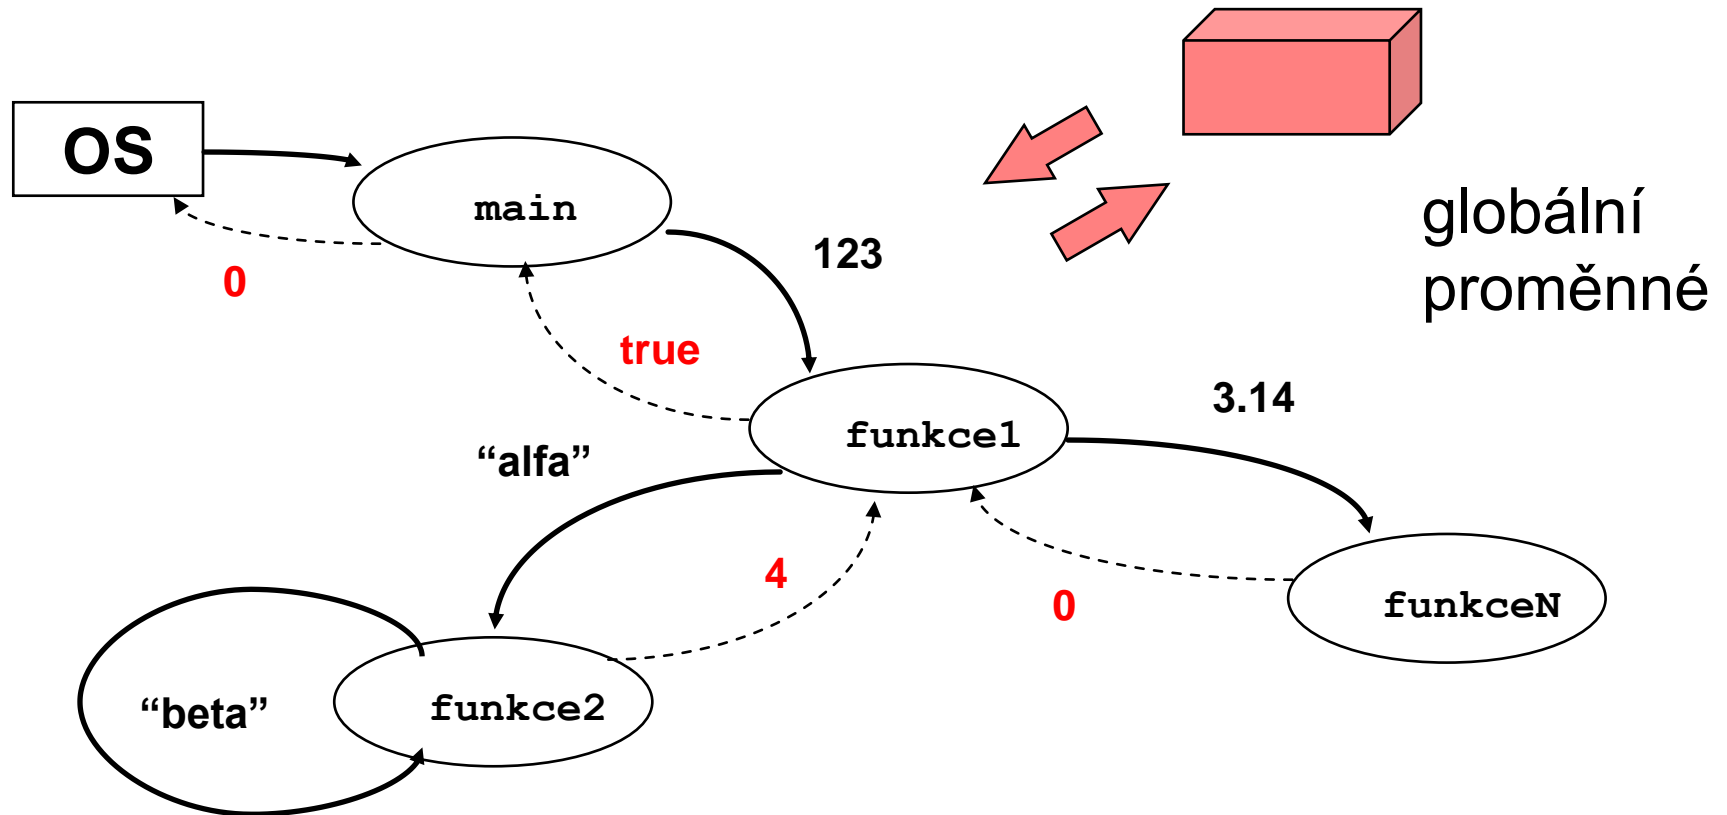 OS
main
globální
proměnné
123
0
true
3.14
funkce1
“alfa”
4
0
funkceN
“beta”
funkce2